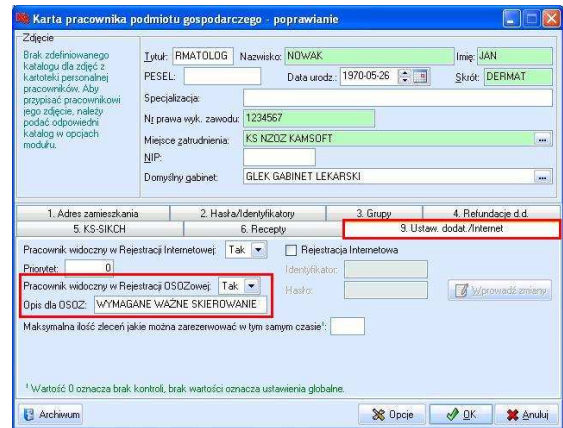 Karta pracownika podmiotu gospodarczego - poprawianie
Zdjęcie
Brak zdefiniowanego
katalogu dla zdjęć z
kartoteki personalnej
pracowników. Aby
przypisać pracownikowi
jego zdjęcie, należy
podać odpowiedni
katalog w opcjach
modułu.
Tytuł: RMATOLOG Nazwisko: NOWAK Imię: JAN
PESEL: Data urodz.: 1970-05-26 Skrót: DERMAT
Specjalizacja:
Nr prawa wyk. zawodu: 1234567
Miejsce zatrudnienia: KS NZOZ KAMSOFT ...
NIP:
Domyślny gabinet: GLEK GABINET LEKARSKI ...
1. Adres zamieszkania 2. Hasła/Identyfikatory 3. Grupy 4. Refundacje d.d.
5. KS-SIKCH 6. Recepty 9. Ustaw. dodat./Internet
Pracownik widoczny w Rejestracji Internetowej: Tak Rejestracja Internetowa
Priorytet: 0 Identyfikator:
Pracownik widoczny w Rejestracji OSOZowej: Tak Hasło: Wprowadź zmiany
Opis dla OSOZ: WYMAGANE WAŻNE SKIEROWANIE
Maksymalna ilość zleceń jakie można zarezerwować w tym samym czasie¹:
¹ Wartość 0 oznacza brak kontroli, brak wartości oznacza ustawienia globalne.
Archiwum Opcje OK Anuluj